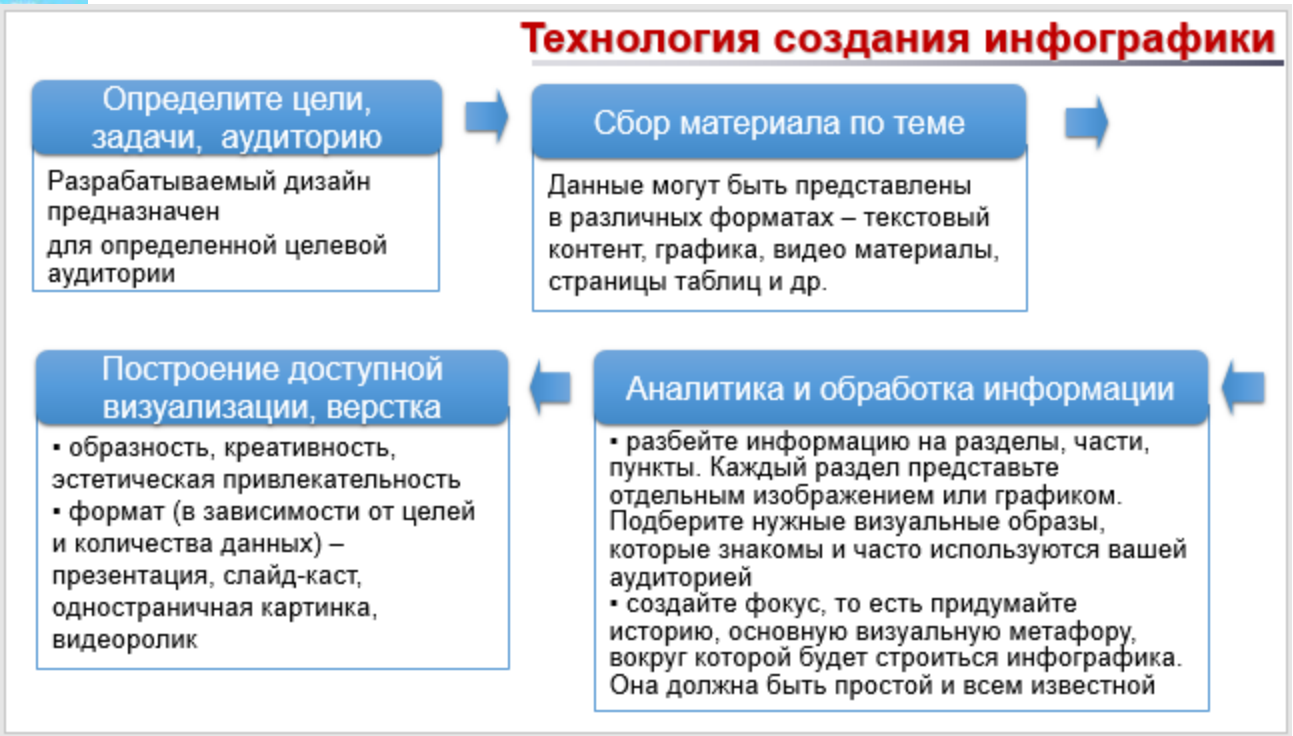 Технология создания инфографики
Определите цели,
задачи, аудиторию
Разрабатываемый дизайн
предназначен
для определенной целевой
аудитории
Сбор материала по теме
Данные могут быть представлены
в различных форматах – текстовый
контент, графика, видео материалы,
страницы таблиц и др.
Аналитика и обработка информации
▪ разбейте информацию на разделы, части,
пункты. Каждый раздел представьте
отдельным изображением или графиком.
Подберите нужные визуальные образы,
которые знакомы и часто используются вашей
аудиторией
▪ создайте фокус, то есть придумайте
историю, основную визуальную метафору,
вокруг которой будет строиться инфографика.
Она должна быть простой и всем известной
Построение доступной
визуализации, верстка
▪ образность, креативность,
эстетическая привлекательность
▪ формат (в зависимости от целей
и количества данных) –
презентация, слайд-каст,
одностраничная картинка,
видеоролик